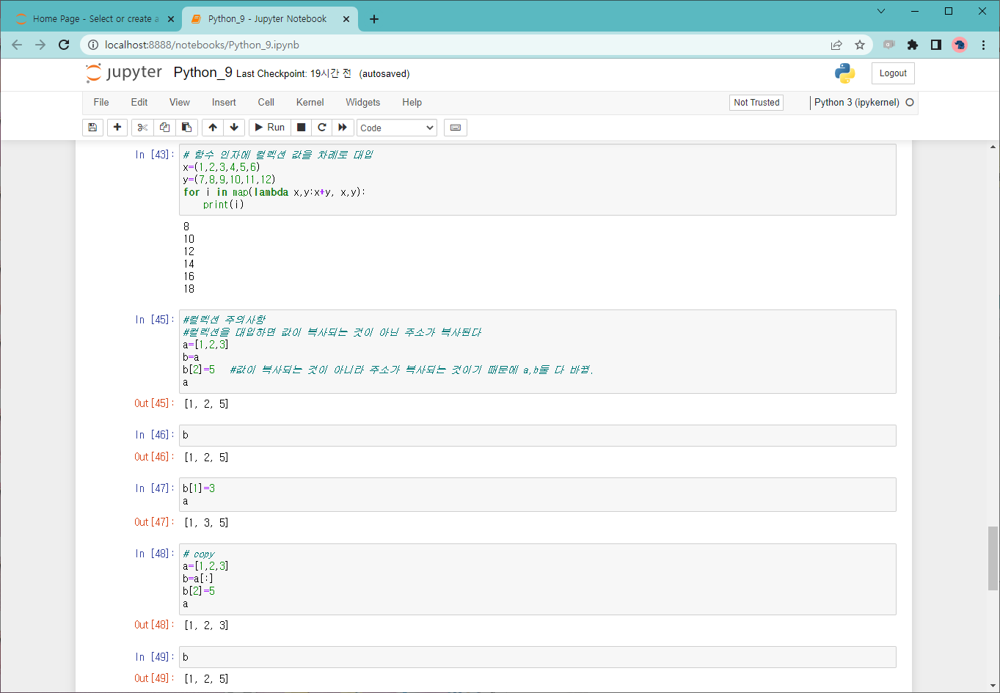 Home Page - Select or create a
Python_9 - Jupyter Notebook
localhost:8888/notebooks/Python_9.ipynb
jupyter Python_9 Last Checkpoint: 19시간 전 (autosaved)
Logout
File Edit View Insert Cell Kernel Widgets Help
Not Trusted
Python 3 (ipykernel)
Run
Code
In [43]: # 함수 인자에 컬렉션 값을 차례로 대입
x=(1,2,3,4,5,6)
y=(7,8,9,10,11,12)
for i in map(lambda x,y:x+y, x,y):
    print(i)
8
10
12
14
16
18
In [45]: #컬렉션 주의사항
#컬렉션을 대입하면 값이 복사되는 것이 아닌 주소가 복사된다
a=[1,2,3]
b=a
b[2]=5   #값이 복사되는 것이 아니라 주소가 복사되는 것이기 때문에 a,b둘 다 바뀜.
a
Out[45]: [1, 2, 5]
In [46]: b
Out[46]: [1, 2, 5]
In [47]: b[1]=3
a
Out[47]: [1, 3, 5]
In [48]: # copy
a=[1,2,3]
b=a[:]
b[2]=5
a
Out[48]: [1, 2, 3]
In [49]: b
Out[49]: [1, 2, 5]